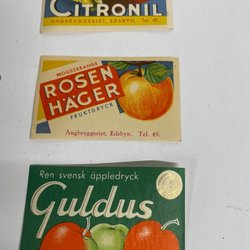 CITRONIL
ÅNGBRYGGERIET, EDSBYN. Tel. 49.
MOUSSERANDE
ROSEN
HÄGER
FRUKTDRYCK
Ångbryggeriet, Edsbyn. Tel. 49.
Ren svensk äppledryck
Guldus